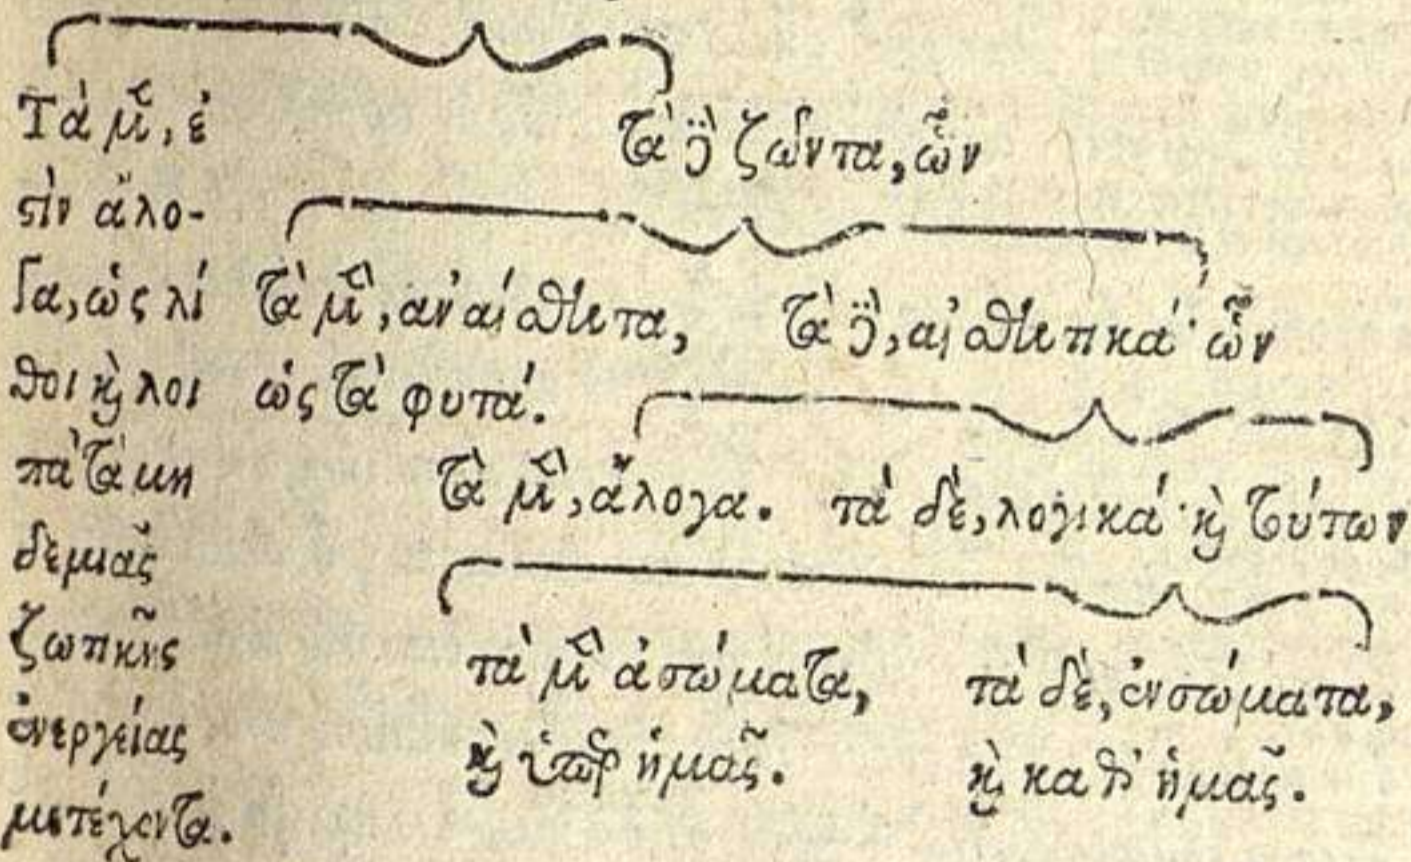 Τὰ μὲν, ἐ
στὶν ἄλο-
γα, ὡς λί
θοι καὶ λοι
πὰ τὰ μη
δεμιᾶς
ζωτικῆς
ἐνεργείας
μετέχοντα.
τὰ δὲ ζῶντα, ὧν
τὰ μὲν, ἀναίσθητα,
ὡς τὰ φυτά.
τὰ δὲ, αἰσθητικά· ὧν
τὰ μὲν, ἄλογα.
τὰ δὲ, λογικά· καὶ τούτων
τὰ μὲν ἀσώματα,
καὶ ὑπὲρ ἡμᾶς.
τὰ δὲ, ἐνσώματα,
καὶ καθ' ἡμᾶς.